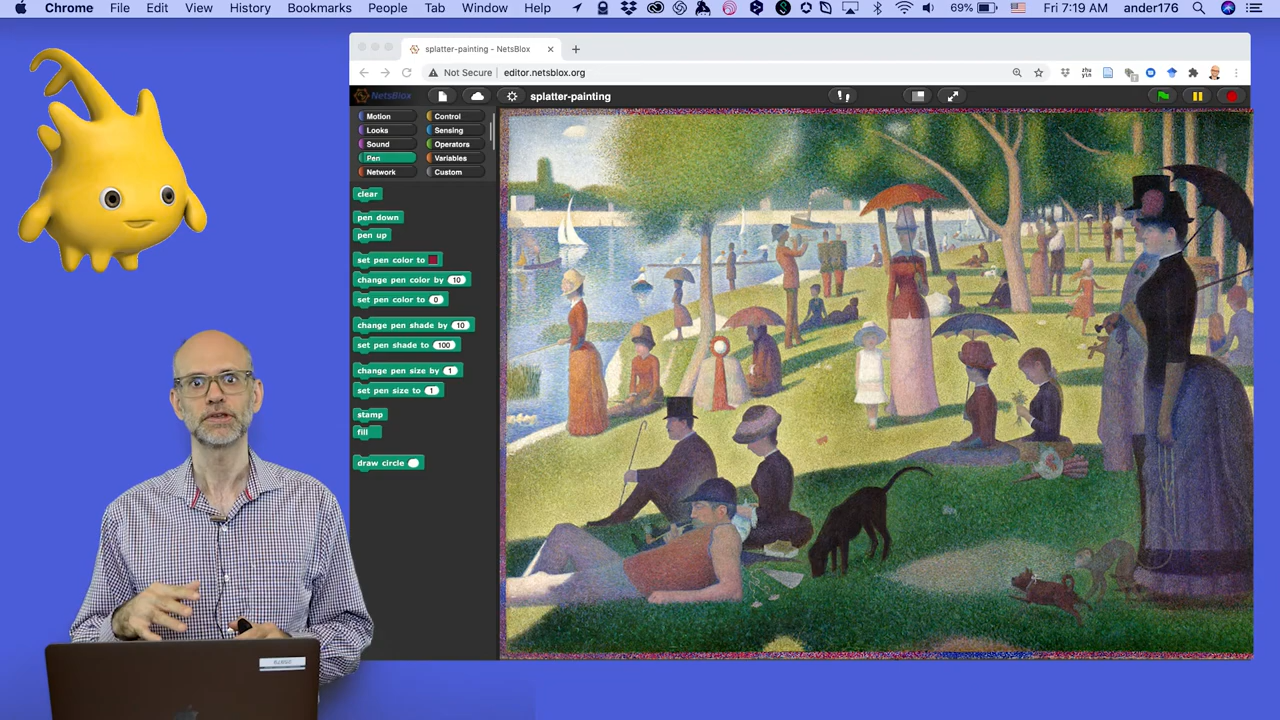 Chrome File Edit View History Bookmarks People Tab Window Help 69% Fri 7:19 AM ander176
splatter-painting - NetsBlox
Not Secure editor.netsblox.org
NetsBlox splatter-painting
Motion Control
Looks Sensing
Sound Operators
Pen Variables
Network Custom
clear
pen down
pen up
set pen color to
change pen color by 10
set pen color to 0
change pen shade by 10
set pen shade to 100
change pen size by 1
set pen size to 1
stamp
fill
draw circle